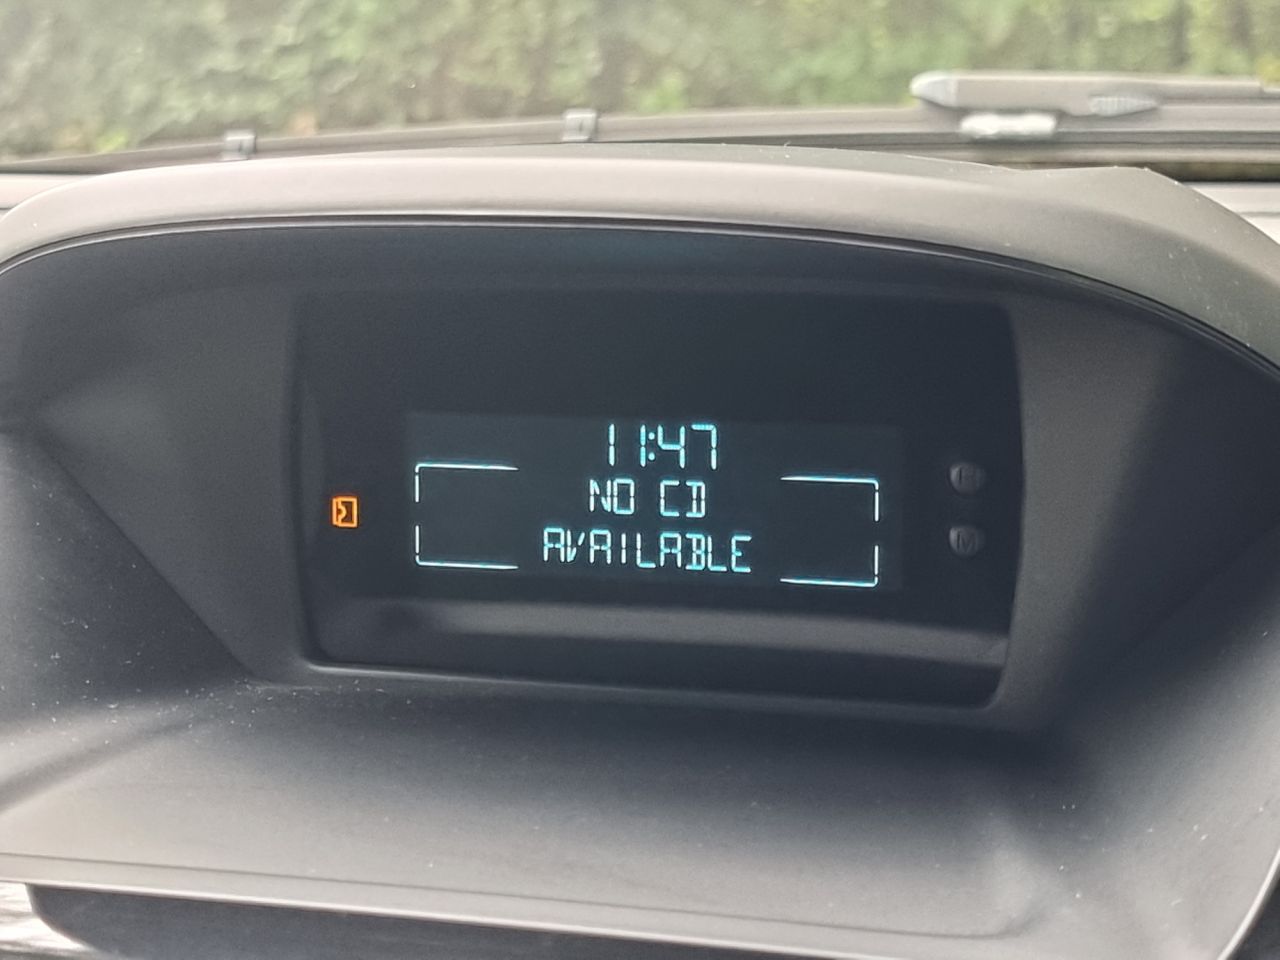 11:47
NO CD
AVAILABLE
H
M